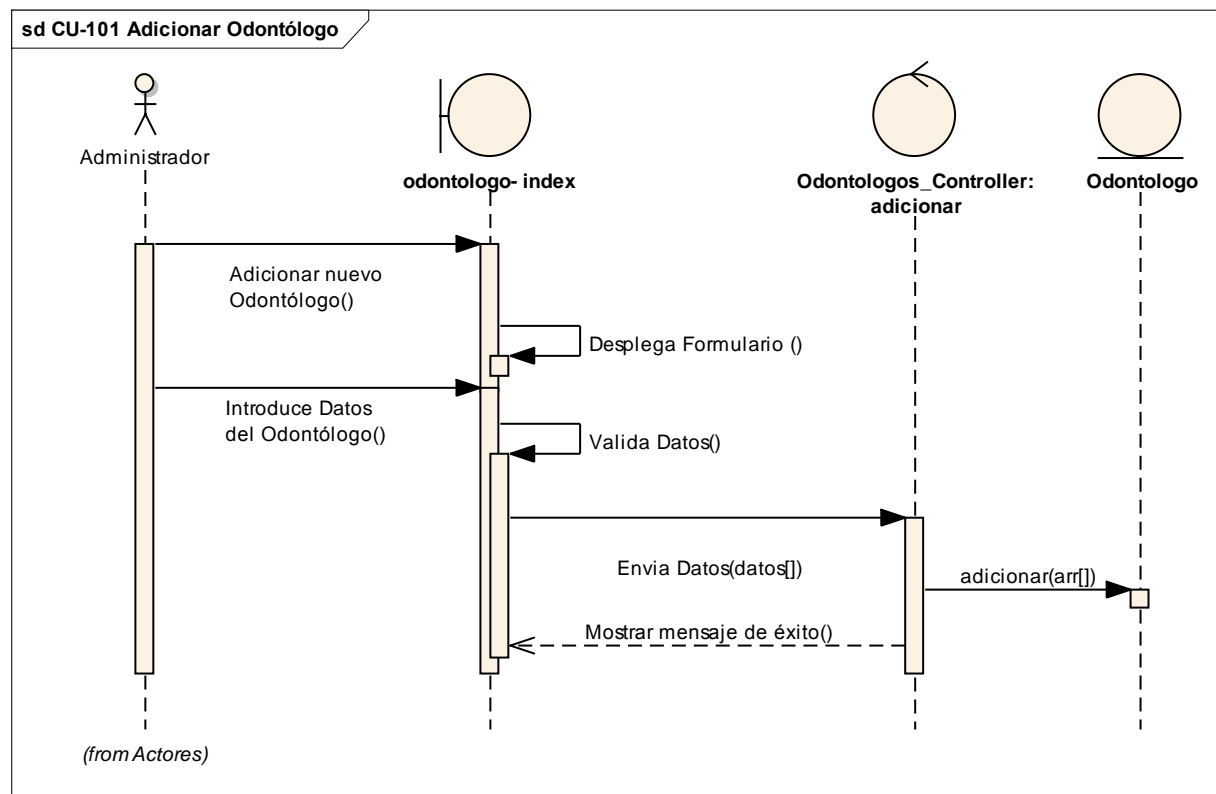 sd CU-101 Adicionar Odontólogo
Administrador
odontologo- index
Odontologos_Controller:
adicionar
Odontologo
Adicionar nuevo
Odontólogo()
Desplega Formulario ()
Introduce Datos
del Odontólogo()
Valida Datos()
Envia Datos(datos[])
adicionar(arr[])
Mostrar mensaje de éxito()
(from Actores)